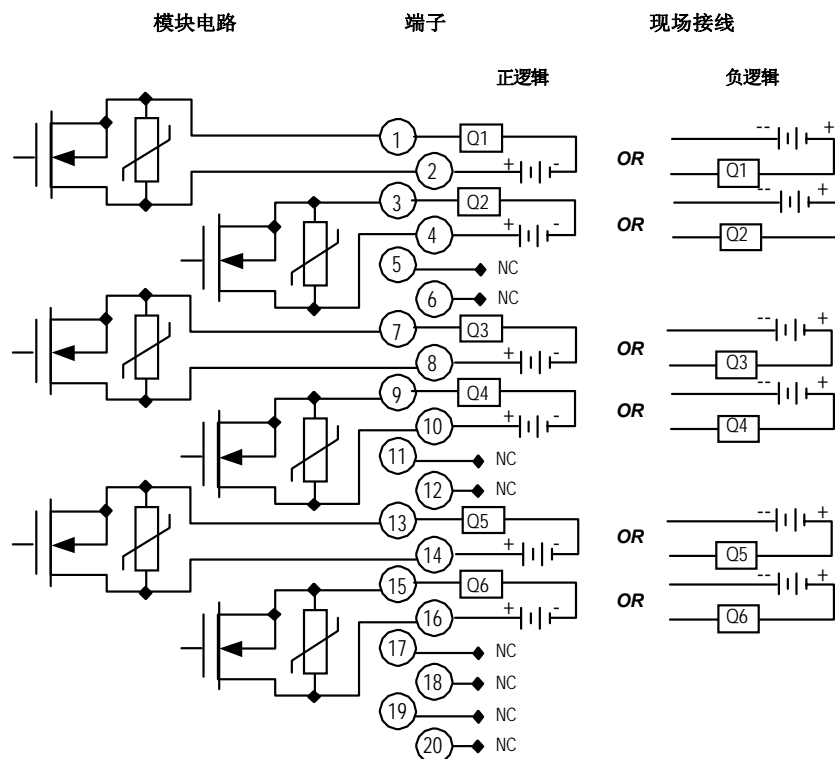 模块电路 端子 现场接线
正逻辑 负逻辑
1 Q1 -- +
OR
2 + - Q1
3 Q2 -- +
OR
4 + - Q2
5 NC
6 NC
7 Q3 -- +
OR
8 + - Q3
9 Q4 -- +
OR
10 + - Q4
11 NC
12 NC
13 Q5 -- +
OR
14 + - Q5
15 Q6 -- +
OR
16 + - Q6
17 NC
18 NC
19 NC
20 NC